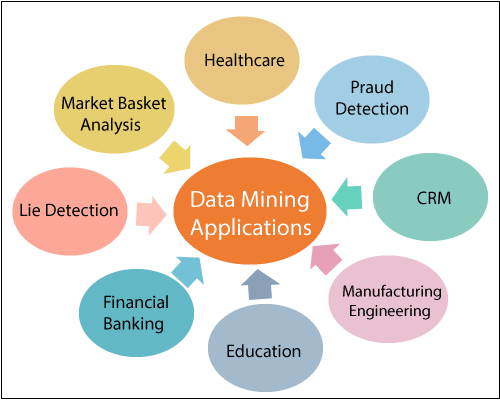 Healthcare
Praud
Detection
CRM
Manufacturing
Engineering
Education
Financial
Banking
Lie Detection
Market Basket
Analysis
Data Mining
Applications